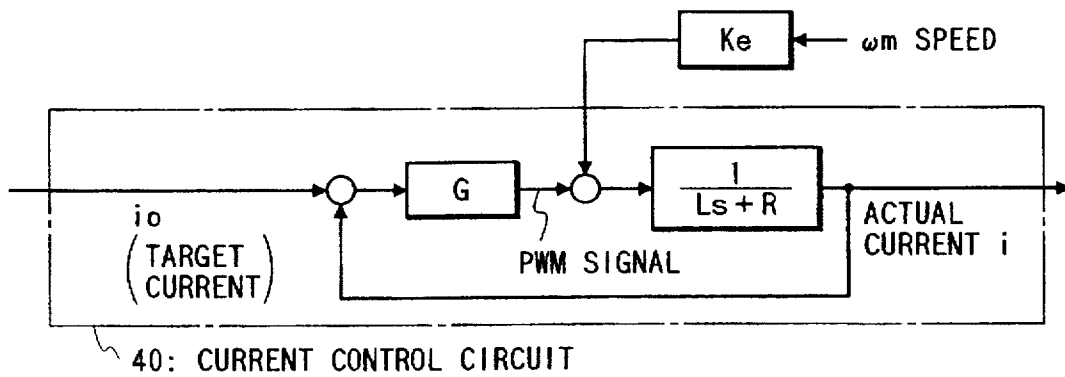 Ke
ωm SPEED
G
1
Ls+R
io
(TARGET
CURRENT)
PWM SIGNAL
ACTUAL
CURRENT i
40: CURRENT CONTROL CIRCUIT